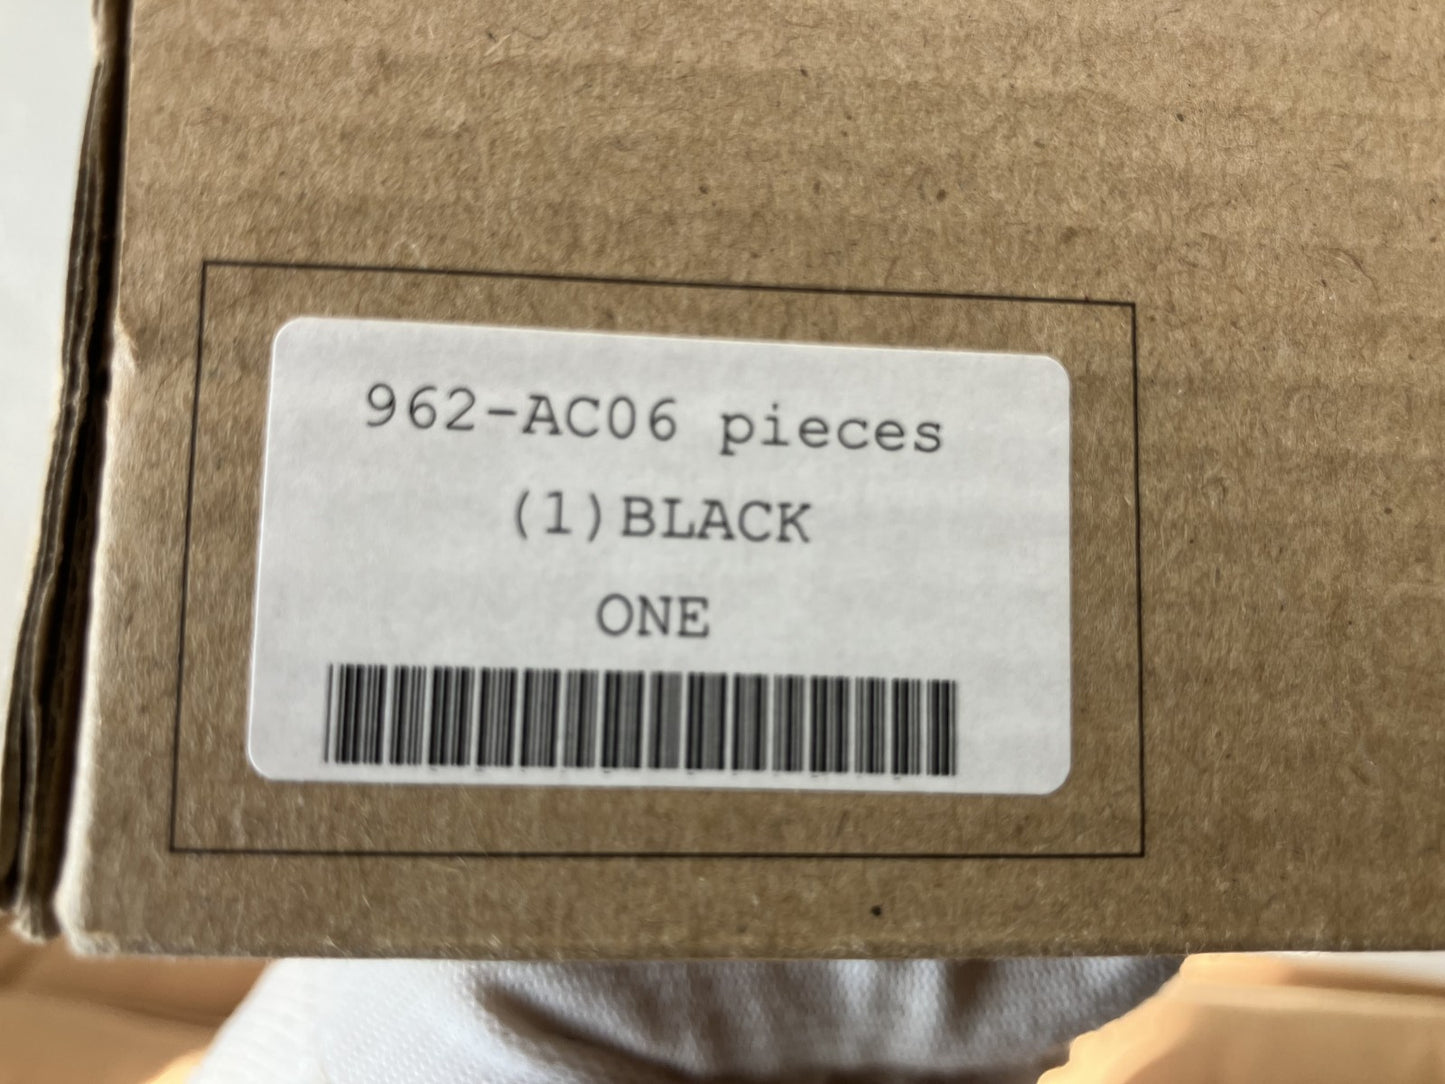 962-AC06 pieces
(1)BLACK
ONE